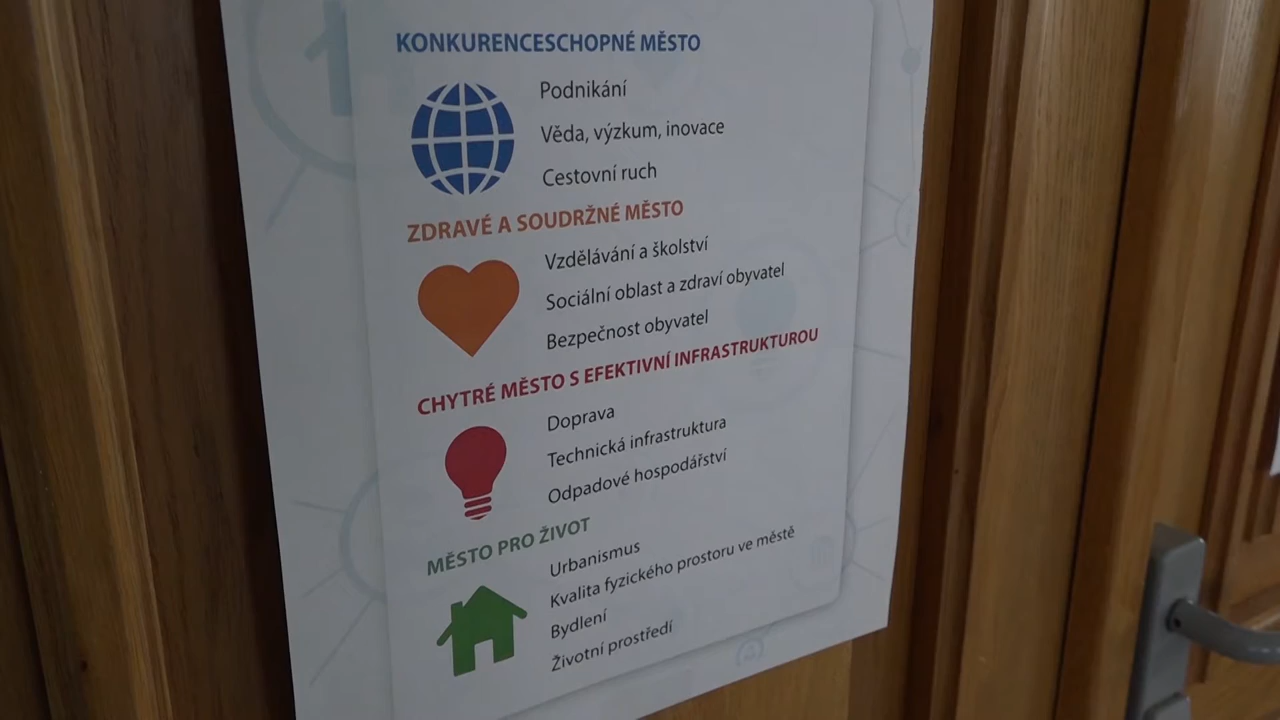 KONKURENCESCHOPNÉ MĚSTO
Podnikání
Věda, výzkum, inovace
Cestovní ruch
ZDRAVÉ A SOUDRŽNÉ MĚSTO
Vzdělávání a školství
Sociální oblast a zdraví obyvatel
Bezpečnost obyvatel
CHYTRÉ MĚSTO S EFEKTIVNÍ INFRASTRUKTUROU
Doprava
Technická infrastruktura
Odpadové hospodářství
MĚSTO PRO ŽIVOT
Urbanismus
Kvalita fyzického prostoru ve městě
Bydlení
Životní prostředí